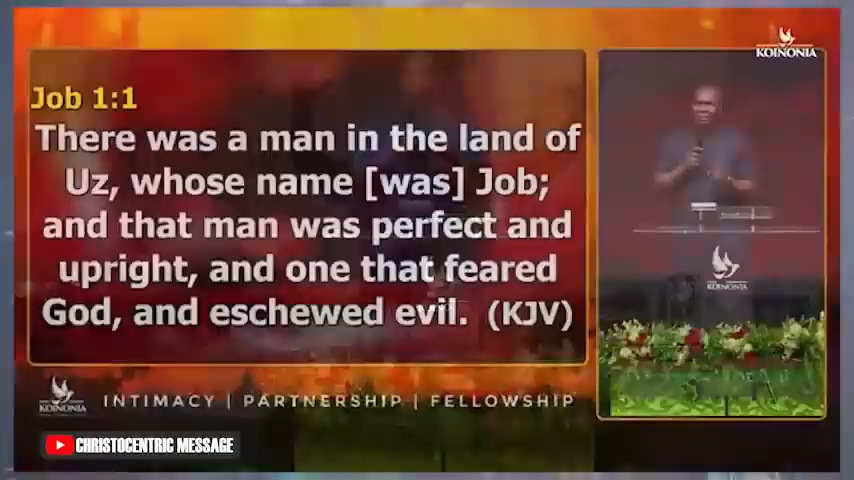 KOINONIA
Job 1:1
There was a man in the land of
Uz, whose name [was] Job;
and that man was perfect and
upright, and one that feared
God, and eschewed evil. (KJV)
KOINONIA
KOINONIA
INTIMACY | PARTNERSHIP | FELLOWSHIP
CHRISTOCENTRIC MESSAGE